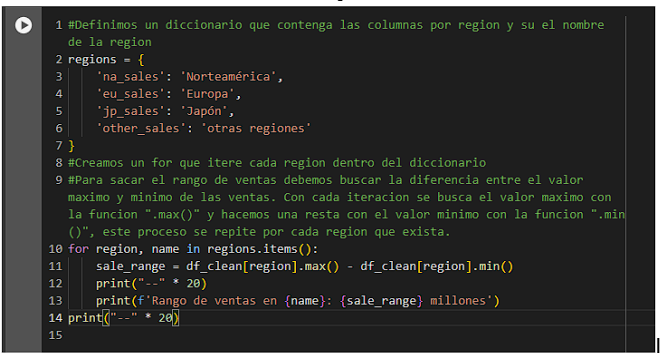 1 #Definimos un diccionario que contenga las columnas por region y su el nombre
de la region
2 regions = {
3     'na_sales': 'Norteamérica',
4     'eu_sales': 'Europa',
5     'jp_sales': 'Japón',
6     'other_sales': 'otras regiones'
7 }
8 #Creamos un for que itere cada region dentro del diccionario
9 #Para sacar el rango de ventas debemos buscar la diferencia entre el valor
maximo y minimo de las ventas. Con cada iteracion se busca el valor maximo con
la funcion ".max()" y hacemos una resta con el valor minimo con la funcion ".min
()", este proceso se repite por cada region que exista.
10 for region, name in regions.items():
11     sale_range = df_clean[region].max() - df_clean[region].min()
12     print("--" * 20)
13     print(f'Rango de ventas en {name}: {sale_range} millones')
14 print("--" * 20)
15